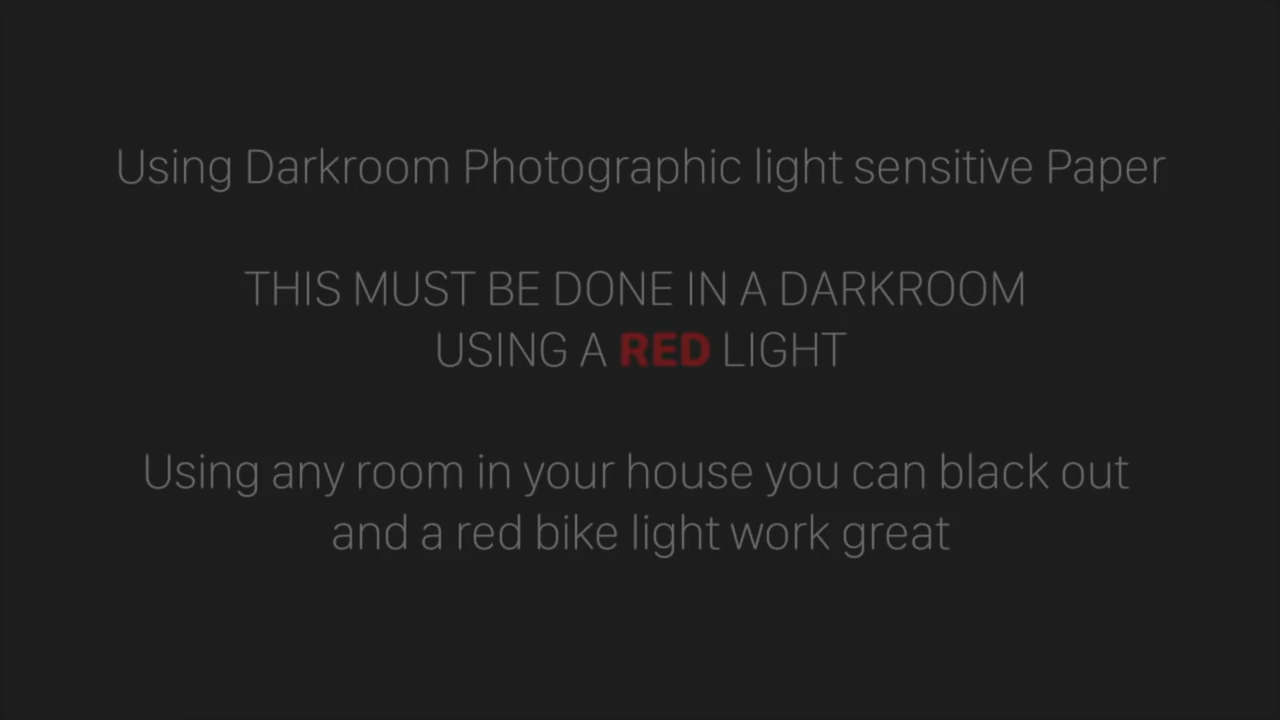 Using Darkroom Photographic light sensitive Paper
THIS MUST BE DONE IN A DARKROOM
USING A RED LIGHT
Using any room in your house you can black out
and a red bike light work great